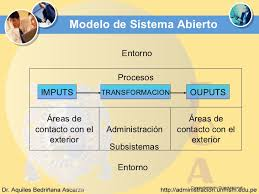 Modelo de Sistema Abierto
Entorno
Procesos
IMPUTS TRANSFORMACION OUPUTS
Áreas de contacto con el exterior
Administración
Subsistemas
Áreas de contacto con el exterior
Entorno
Dr. Aquiles Bedriñana Ascarza
http://administracion.unmsm.edu.pe